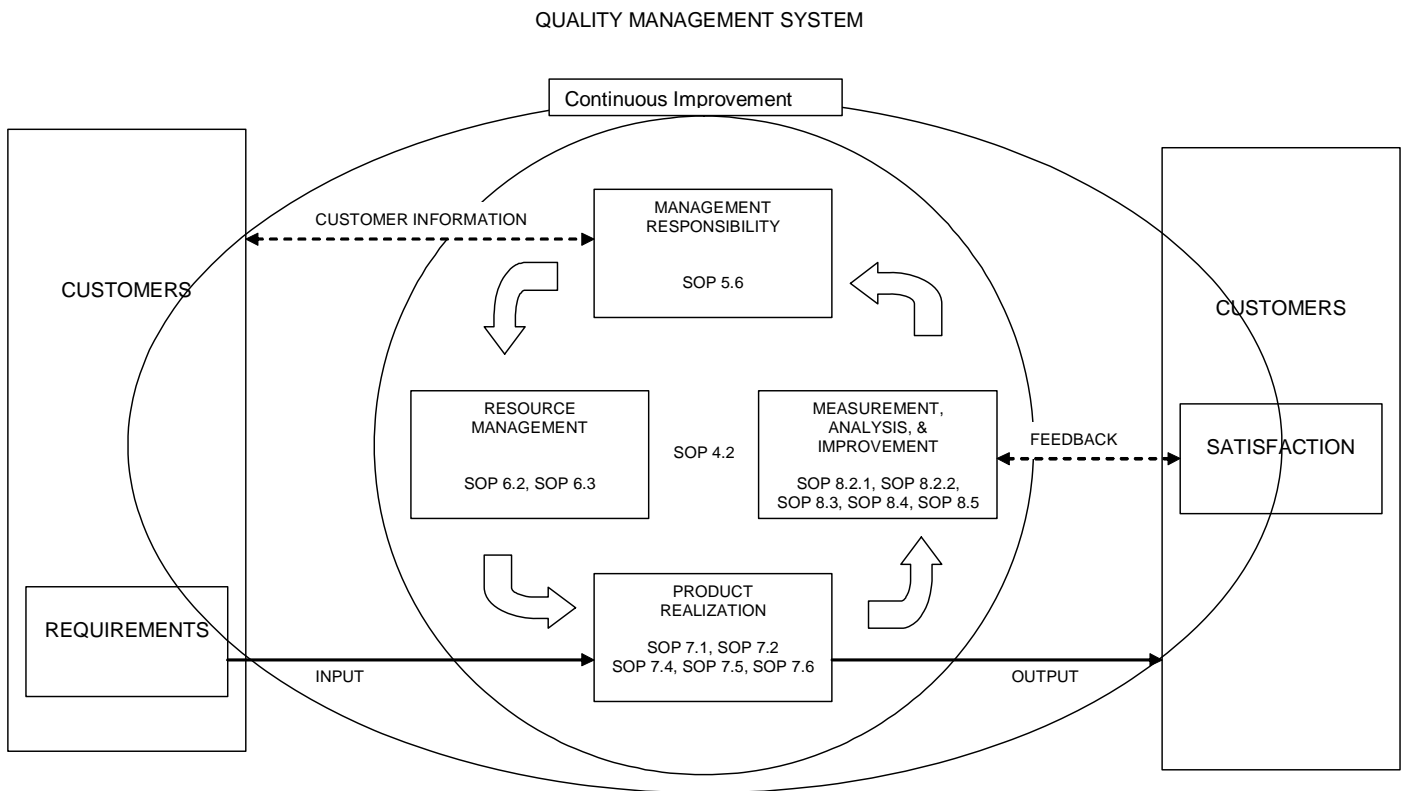 QUALITY MANAGEMENT SYSTEM
Continuous Improvement
CUSTOMER INFORMATION
MANAGEMENT
RESPONSIBILITY
SOP 5.6
CUSTOMERS
CUSTOMERS
RESOURCE
MANAGEMENT
SOP 6.2, SOP 6.3
SOP 4.2
MEASUREMENT,
ANALYSIS, &
IMPROVEMENT
SOP 8.2.1, SOP 8.2.2,
SOP 8.3, SOP 8.4, SOP 8.5
FEEDBACK
SATISFACTION
REQUIREMENTS
INPUT
PRODUCT
REALIZATION
SOP 7.1, SOP 7.2
SOP 7.4, SOP 7.5, SOP 7.6
OUTPUT